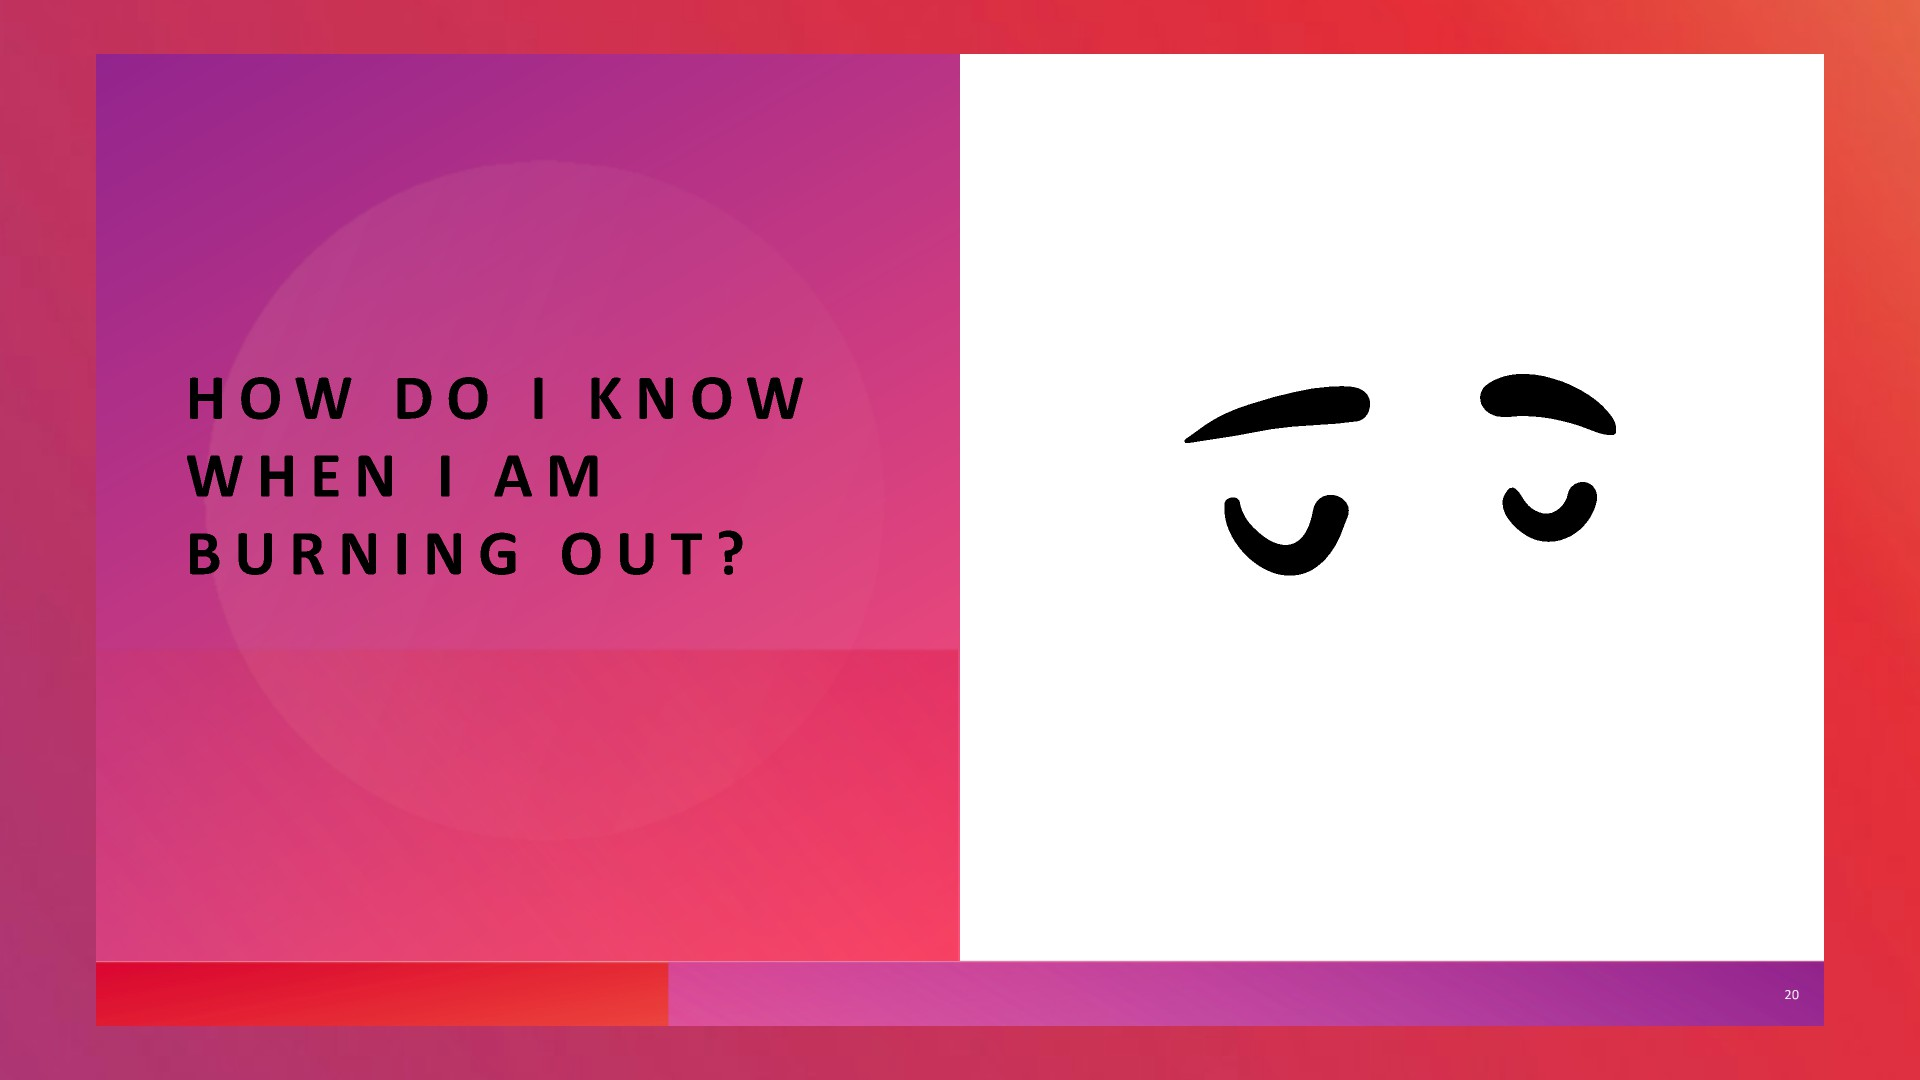 HOW DO I KNOW
WHEN I AM
BURNING OUT?
20